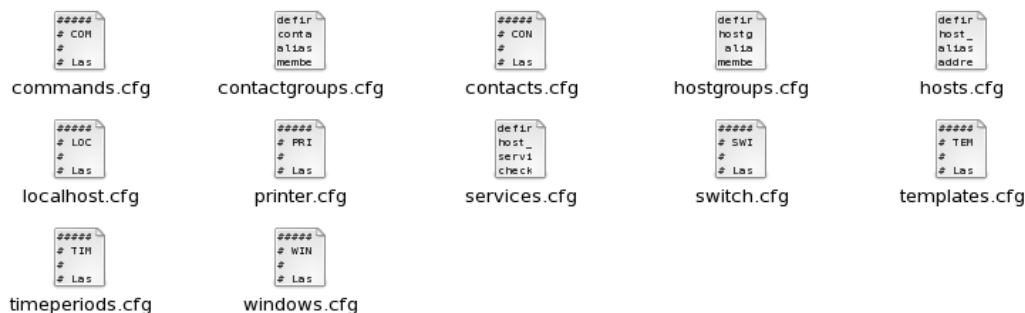 #####
# COM
#
# Las
commands.cfg
defir
conta
alias
membe
contactgroups.cfg
#####
# CON
#
# Las
contacts.cfg
defir
hostg
alia
membe
hostgroups.cfg
defir
host_
alias
addre
hosts.cfg
#####
# LOC
#
# Las
localhost.cfg
#####
# PRI
#
# Las
printer.cfg
defir
host_
servi
check
services.cfg
#####
# SWI
#
# Las
switch.cfg
#####
# TEM
#
# Las
templates.cfg
#####
# TIM
#
# Las
timeperiods.cfg
#####
# WIN
#
# Las
windows.cfg